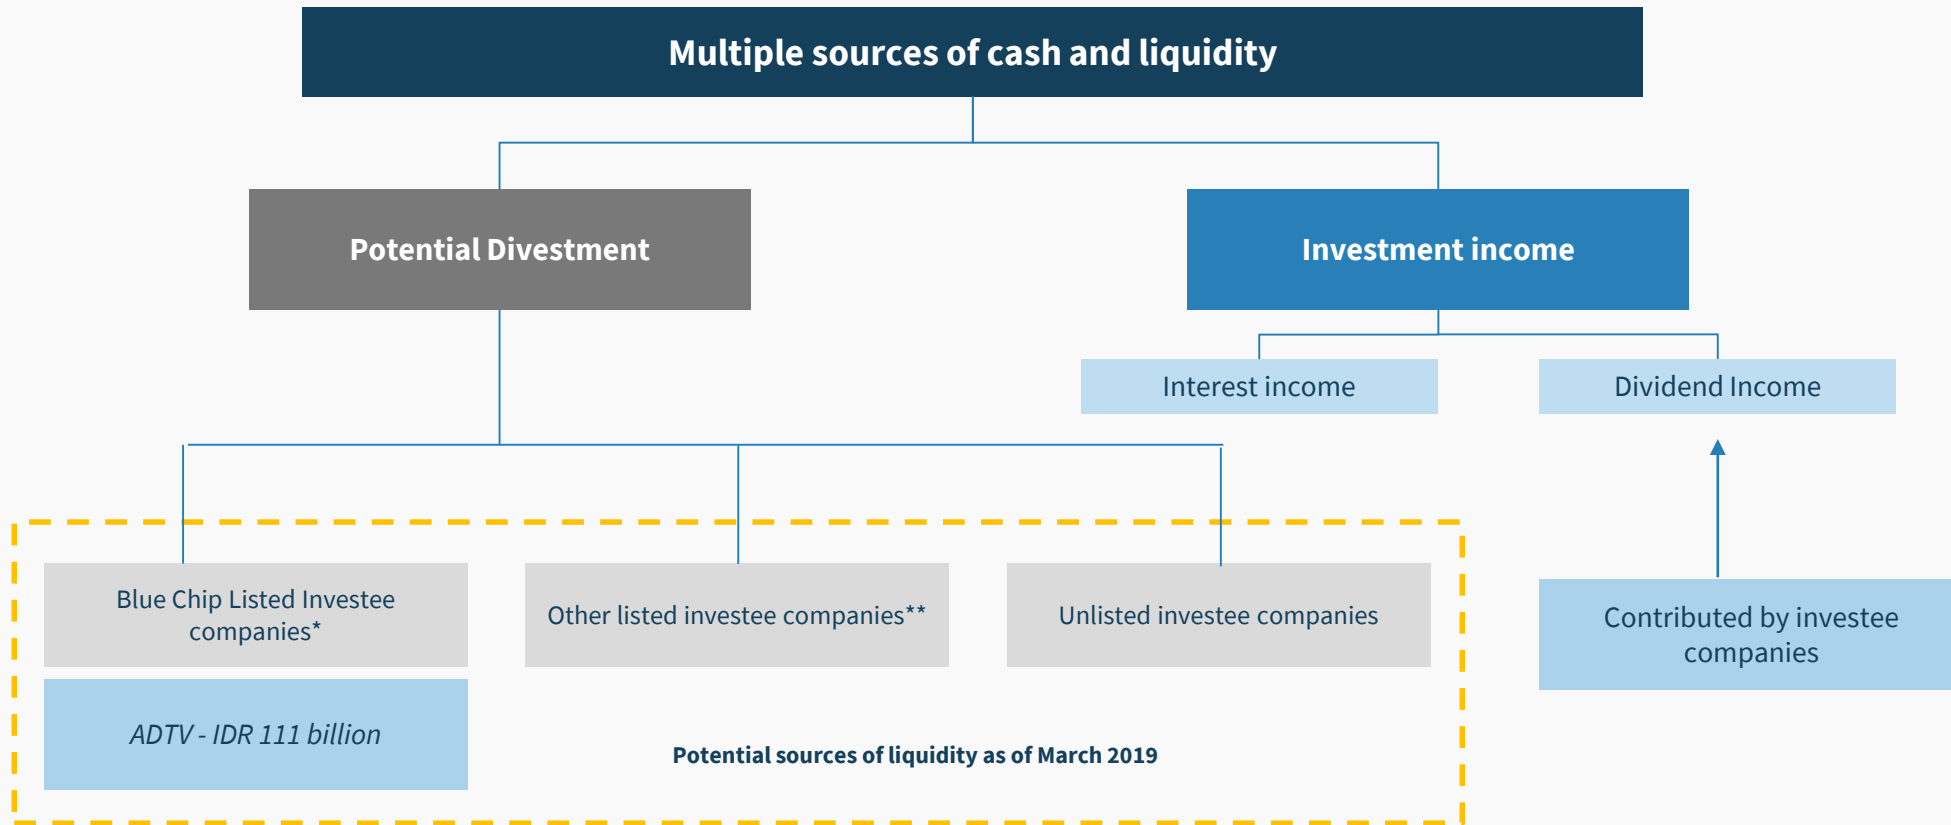 Multiple sources of cash and liquidity
Potential Divestment
Investment income
Interest income
Dividend Income
Blue Chip Listed Investee
companies*
Other listed investee companies**
Unlisted investee companies
Contributed by investee
companies
ADTV - IDR 111 billion
Potential sources of liquidity as of March 2019